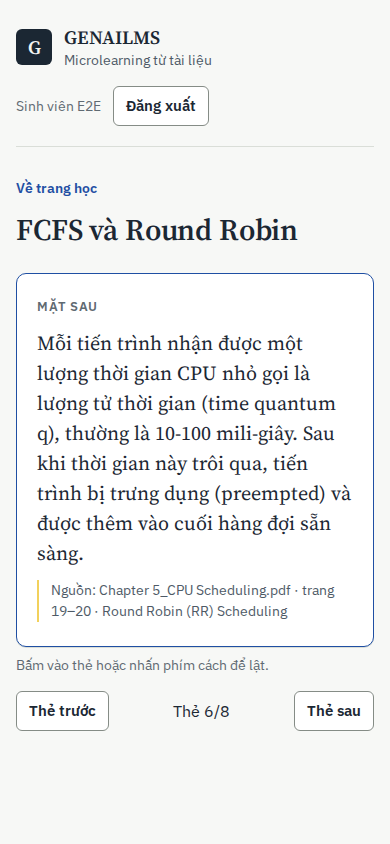 G
GENAILMS
Microlearning từ tài liệu
Sinh viên E2E
Đăng xuất
Về trang học
FCFS và Round Robin
MẶT SAU
Mỗi tiến trình nhận được một
lượng thời gian CPU nhỏ gọi là
lượng tử thời gian (time quantum
q), thường là 10-100 mili-giây. Sau
khi thời gian này trôi qua, tiến
trình bị trưng dụng (preempted) và
được thêm vào cuối hàng đợi sẵn
sàng.
Nguồn: Chapter 5_CPU Scheduling.pdf · trang
19–20 · Round Robin (RR) Scheduling
Bấm vào thẻ hoặc nhấn phím cách để lật.
Thẻ trước
Thẻ 6/8
Thẻ sau